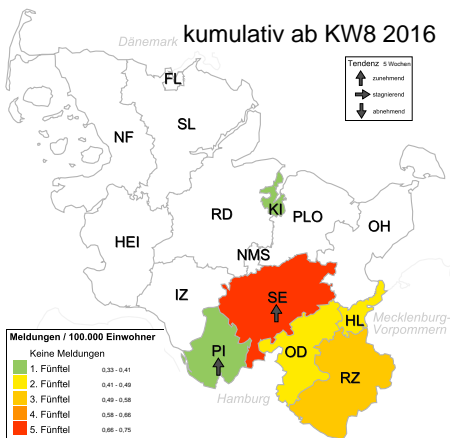 kumulativ ab KW8 2016
Dänemark
Tendenz 5 Wochen
zunehmend
stagnierend
abnehmend
FL
SL
NF
KI
RD
PLO
OH
HEI
NMS
IZ
SE
HL
Mecklenburg-
Vorpommern
PI
OD
RZ
Hamburg
Meldungen / 100.000 Einwohner
Keine Meldungen
1. Fünftel 0,33 - 0,41
2. Fünftel 0,41 - 0,49
3. Fünftel 0,49 - 0,58
4. Fünftel 0,58 - 0,66
5. Fünftel 0,66 - 0,75